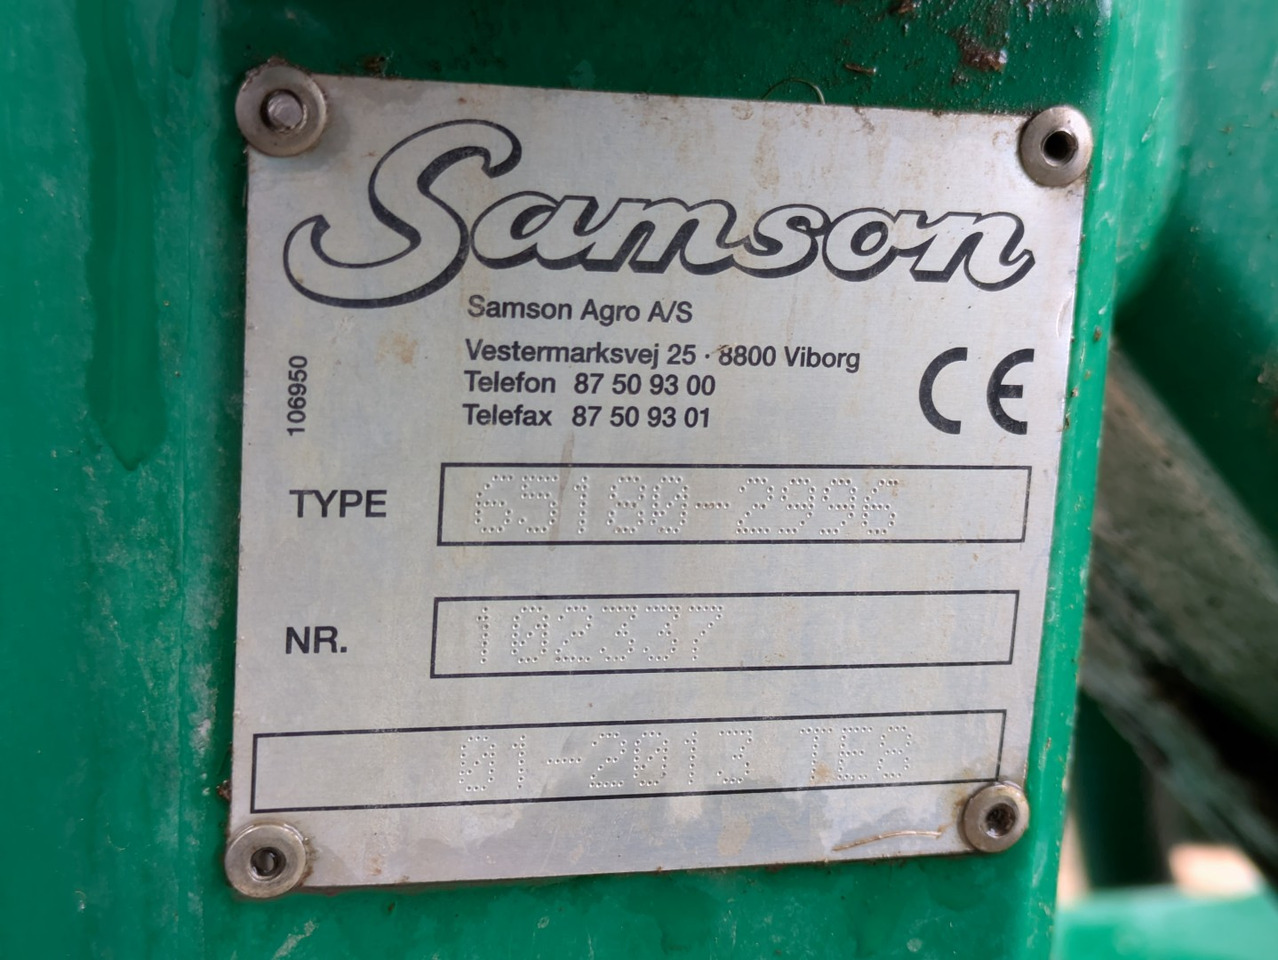 Samson
Samson Agro A/S
Vestermarksvej 25 · 8800 Viborg
Telefon 87 50 93 00
Telefax 87 50 93 01
CE
106950
TYPE 65180-2996
NR. 102337
01-2013 TE8